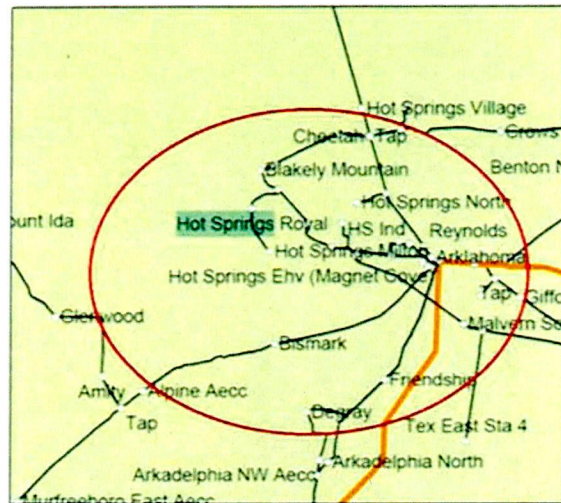 Hot Springs Village
Cheetah Tap
Crows
Blakely Mountain
Benton N
Hot Springs North
ount Ida
Hot Springs Royal
HS Ind
Reynolds
Hot Springs Milton
Arklahoma
Hot Springs Ehv (Magnet Cove
Tap
Giffo
Glenwood
Malvern So
Bismark
Amity
Alpine Aecc
Friendship
Tap
Degray
Tex East Sta 4
Arkadelphia NW Aecc
Arkadelphia North
Murfreeboro East Aecc